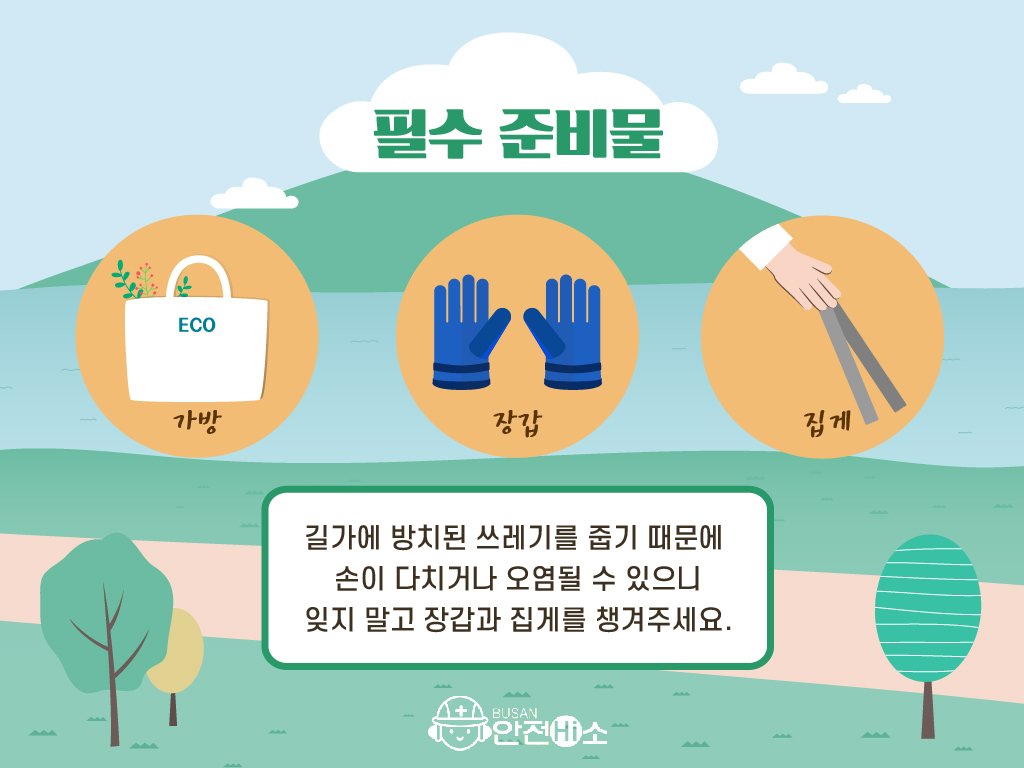 필수 준비물
ECO
가방
장갑
집게
길가에 방치된 쓰레기를 줍기 때문에
손이 다치거나 오염될 수 있으니
잊지 말고 장갑과 집게를 챙겨주세요.
BUSAN
안전Hi소